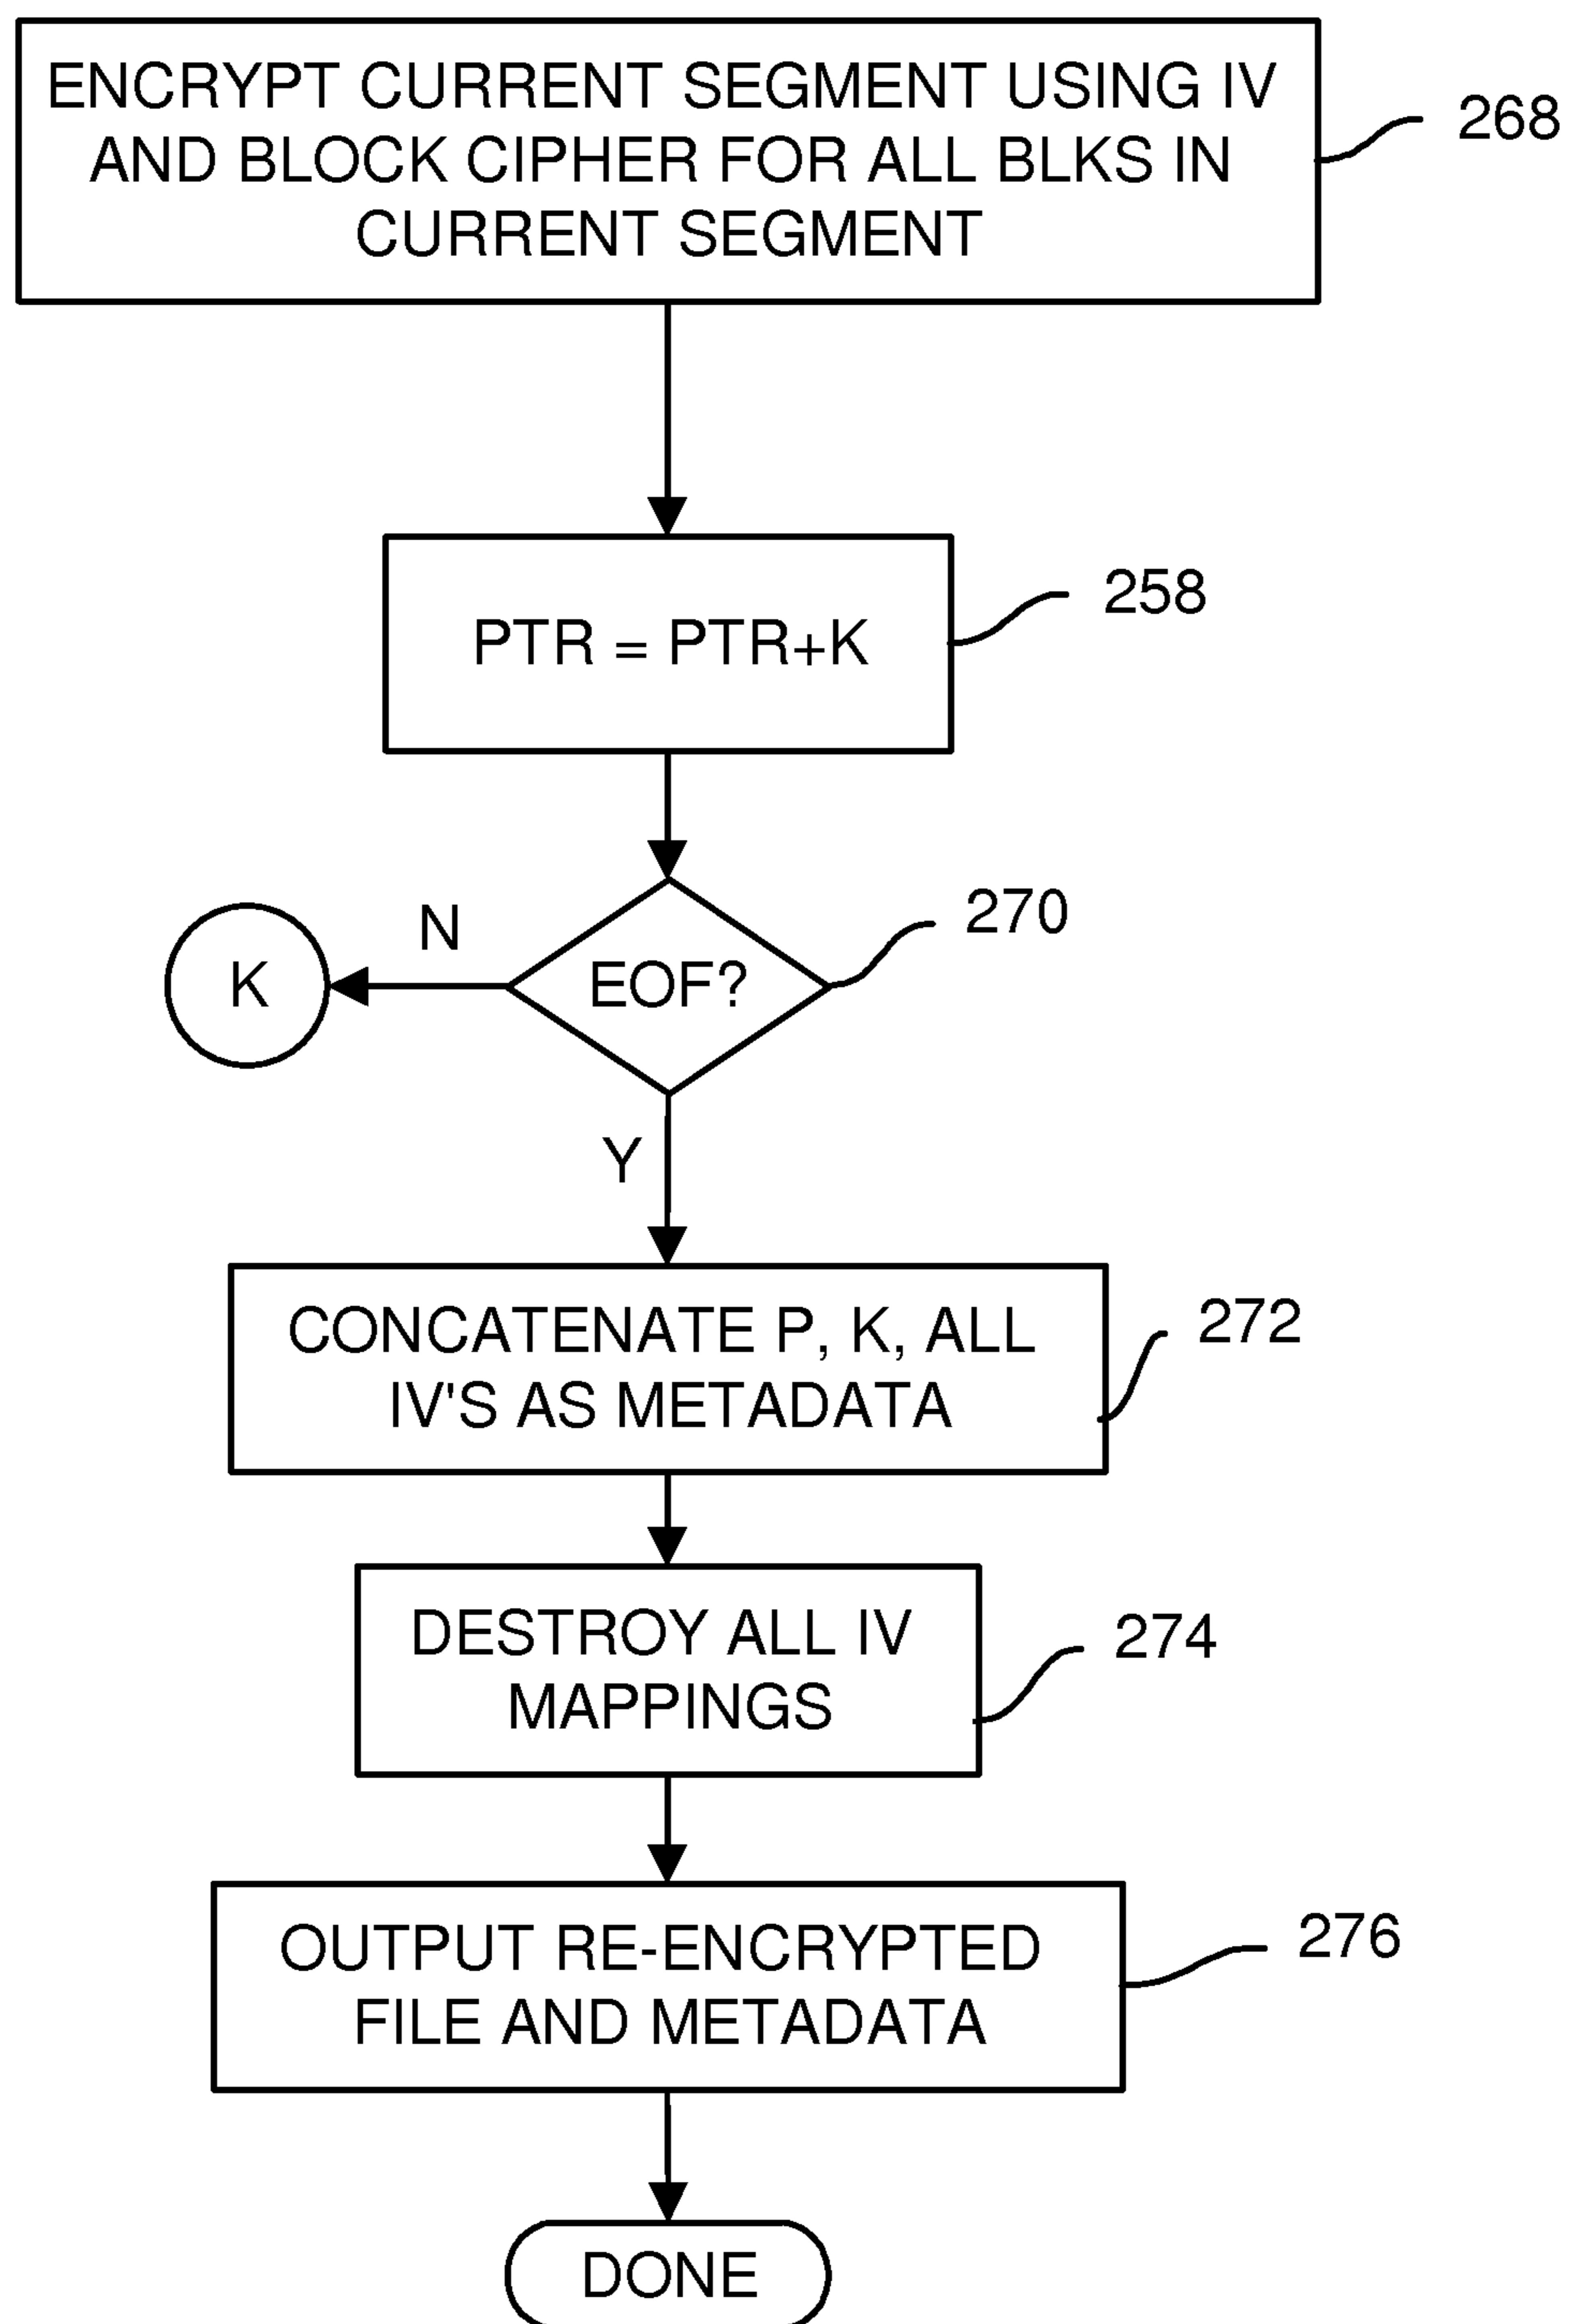 ENCRYPT CURRENT SEGMENT USING IV
AND BLOCK CIPHER FOR ALL BLKS IN
CURRENT SEGMENT
268
PTR = PTR+K
258
EOF?
270
N
K
Y
CONCATENATE P, K, ALL
IV'S AS METADATA
272
DESTROY ALL IV
MAPPINGS
274
OUTPUT RE-ENCRYPTED
FILE AND METADATA
276
DONE